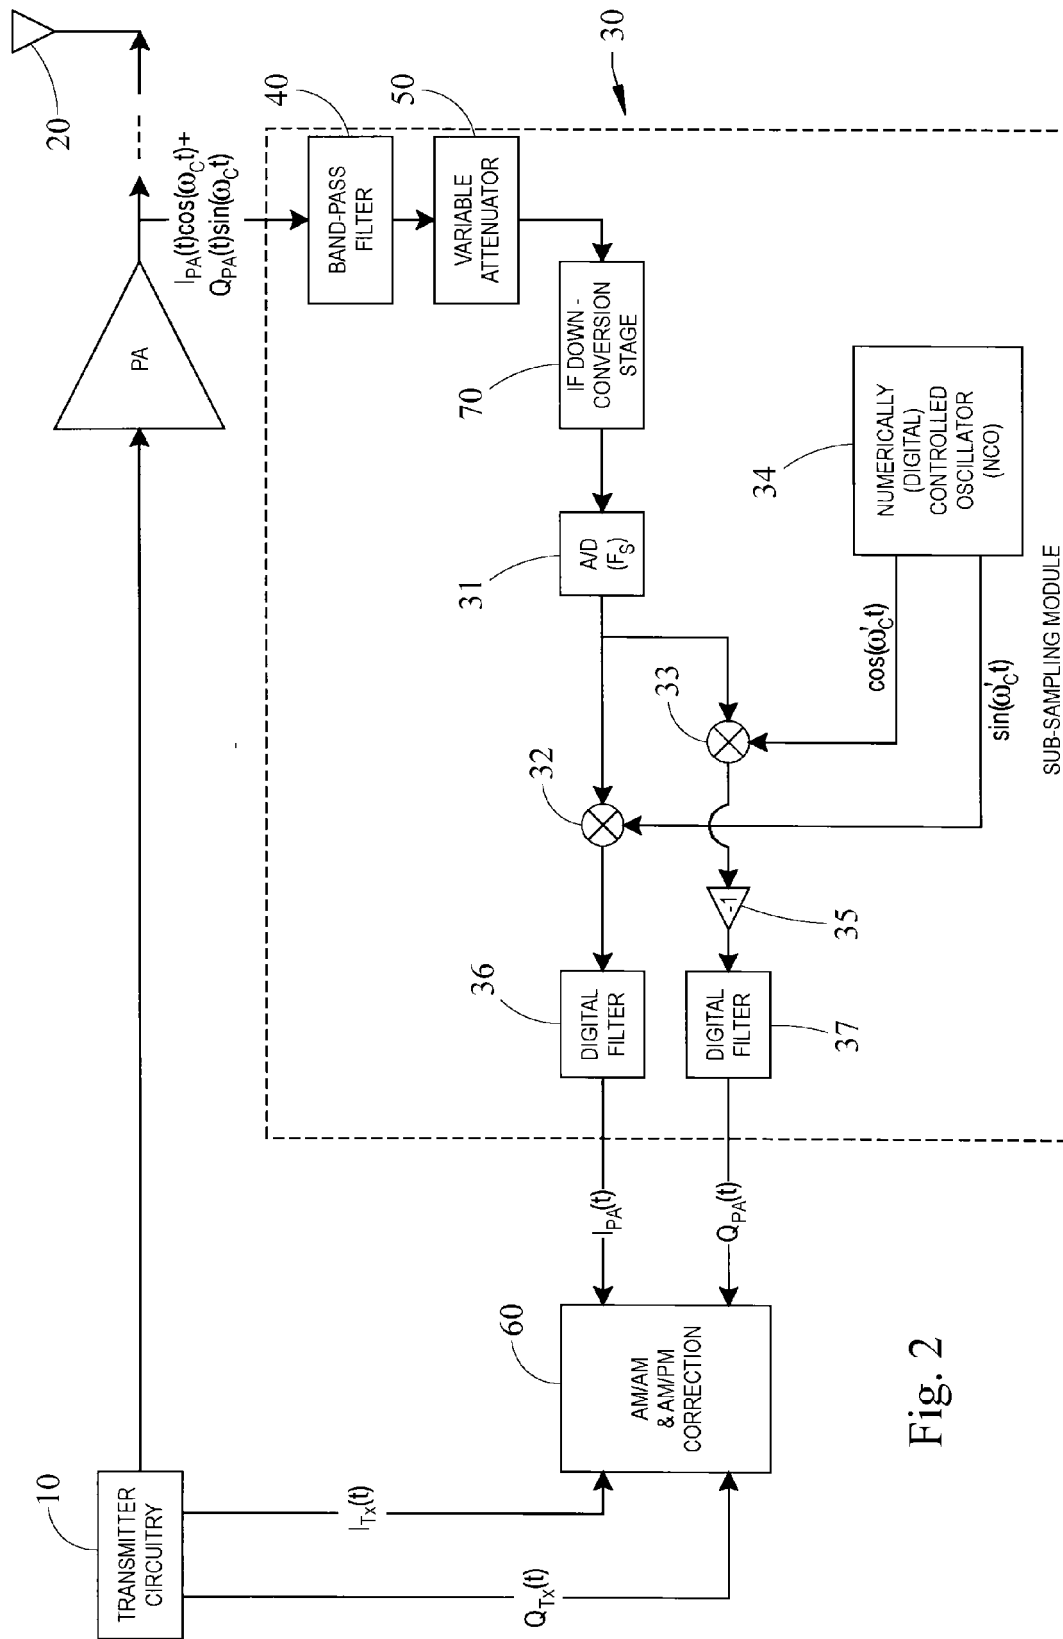 10
TRANSMITTER
CIRCUITRY
PA
20
I_PA(t)cos(ω_C t)+
Q_PA(t)sin(ω_C t)
30
40
BAND-PASS
FILTER
50
VARIABLE
ATTENUATOR
70
IF DOWN-
CONVERSION
STAGE
31
A/D
(F_S)
32
33
34
NUMERICALLY
(DIGITAL)
CONTROLLED
OSCILLATOR
(NCO)
cos(ω'_C t)
sin(ω'_C t)
-1
35
36
DIGITAL
FILTER
37
DIGITAL
FILTER
I_PA(t)
Q_PA(t)
60
AM/AM
& AM/PM
CORRECTION
I_Tx(t)
Q_Tx(t)
SUB-SAMPLING MODULE
Fig. 2